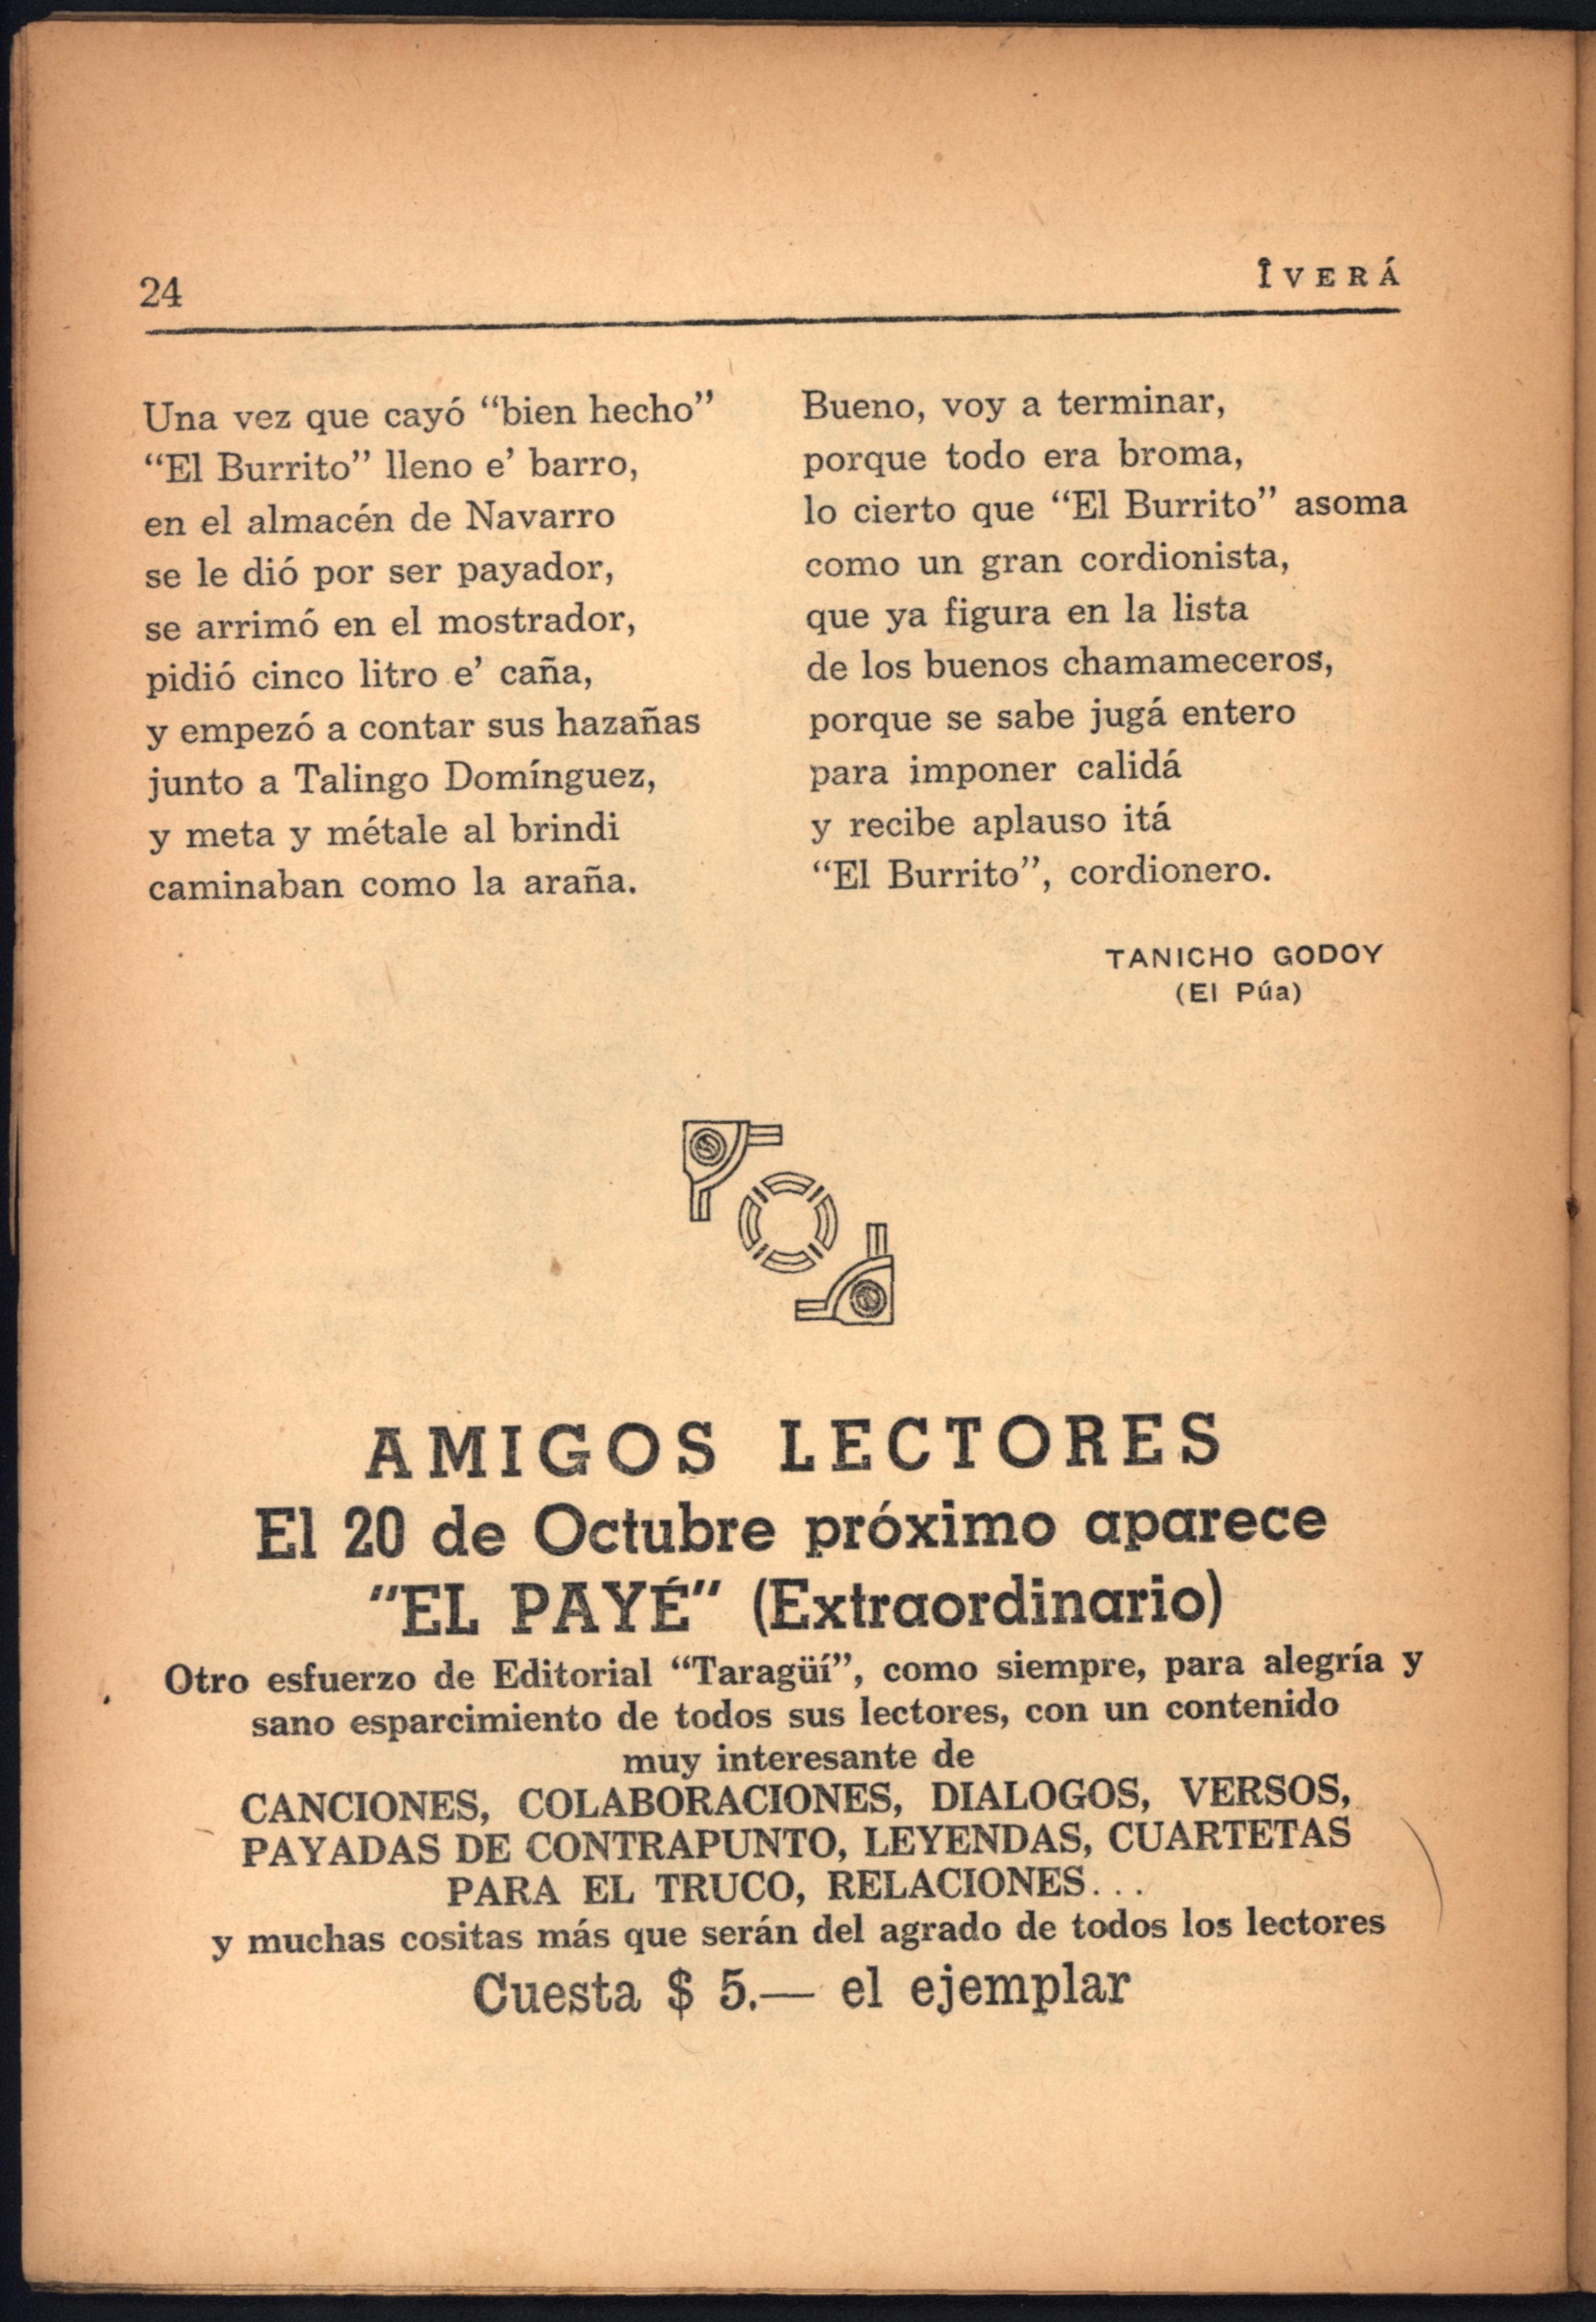 24
ÎVERÁ
Una vez que cayó “bien hecho”
“El Burrito” lleno e’ barro,
en el almacén de Navarro
se le dió por ser payador,
se arrimó en el mostrador,
pidió cinco litro e’ caña,
y empezó a contar sus hazañas
junto a Talingo Domínguez,
y meta y métale al brindi
caminaban como la araña.
Bueno, voy a terminar,
porque todo era broma,
lo cierto que “El Burrito” asoma
como un gran cordionista,
que ya figura en la lista
de los buenos chamameceros,
porque se sabe jugá entero
para imponer calidá
y recibe aplauso itá
“El Burrito”, cordionero.
TANICHO GODOY
(El Púa)
AMIGOS LECTORES
El 20 de Octubre próximo aparece
"EL PAYÉ" (Extraordinario)
Otro esfuerzo de Editorial “Taragüí”, como siempre, para alegría y
sano esparcimiento de todos sus lectores, con un contenido
muy interesante de
CANCIONES, COLABORACIONES, DIALOGOS, VERSOS,
PAYADAS DE CONTRAPUNTO, LEYENDAS, CUARTETAS
PARA EL TRUCO, RELACIONES...
y muchas cositas más que serán del agrado de todos los lectores
Cuesta $ 5.— el ejemplar